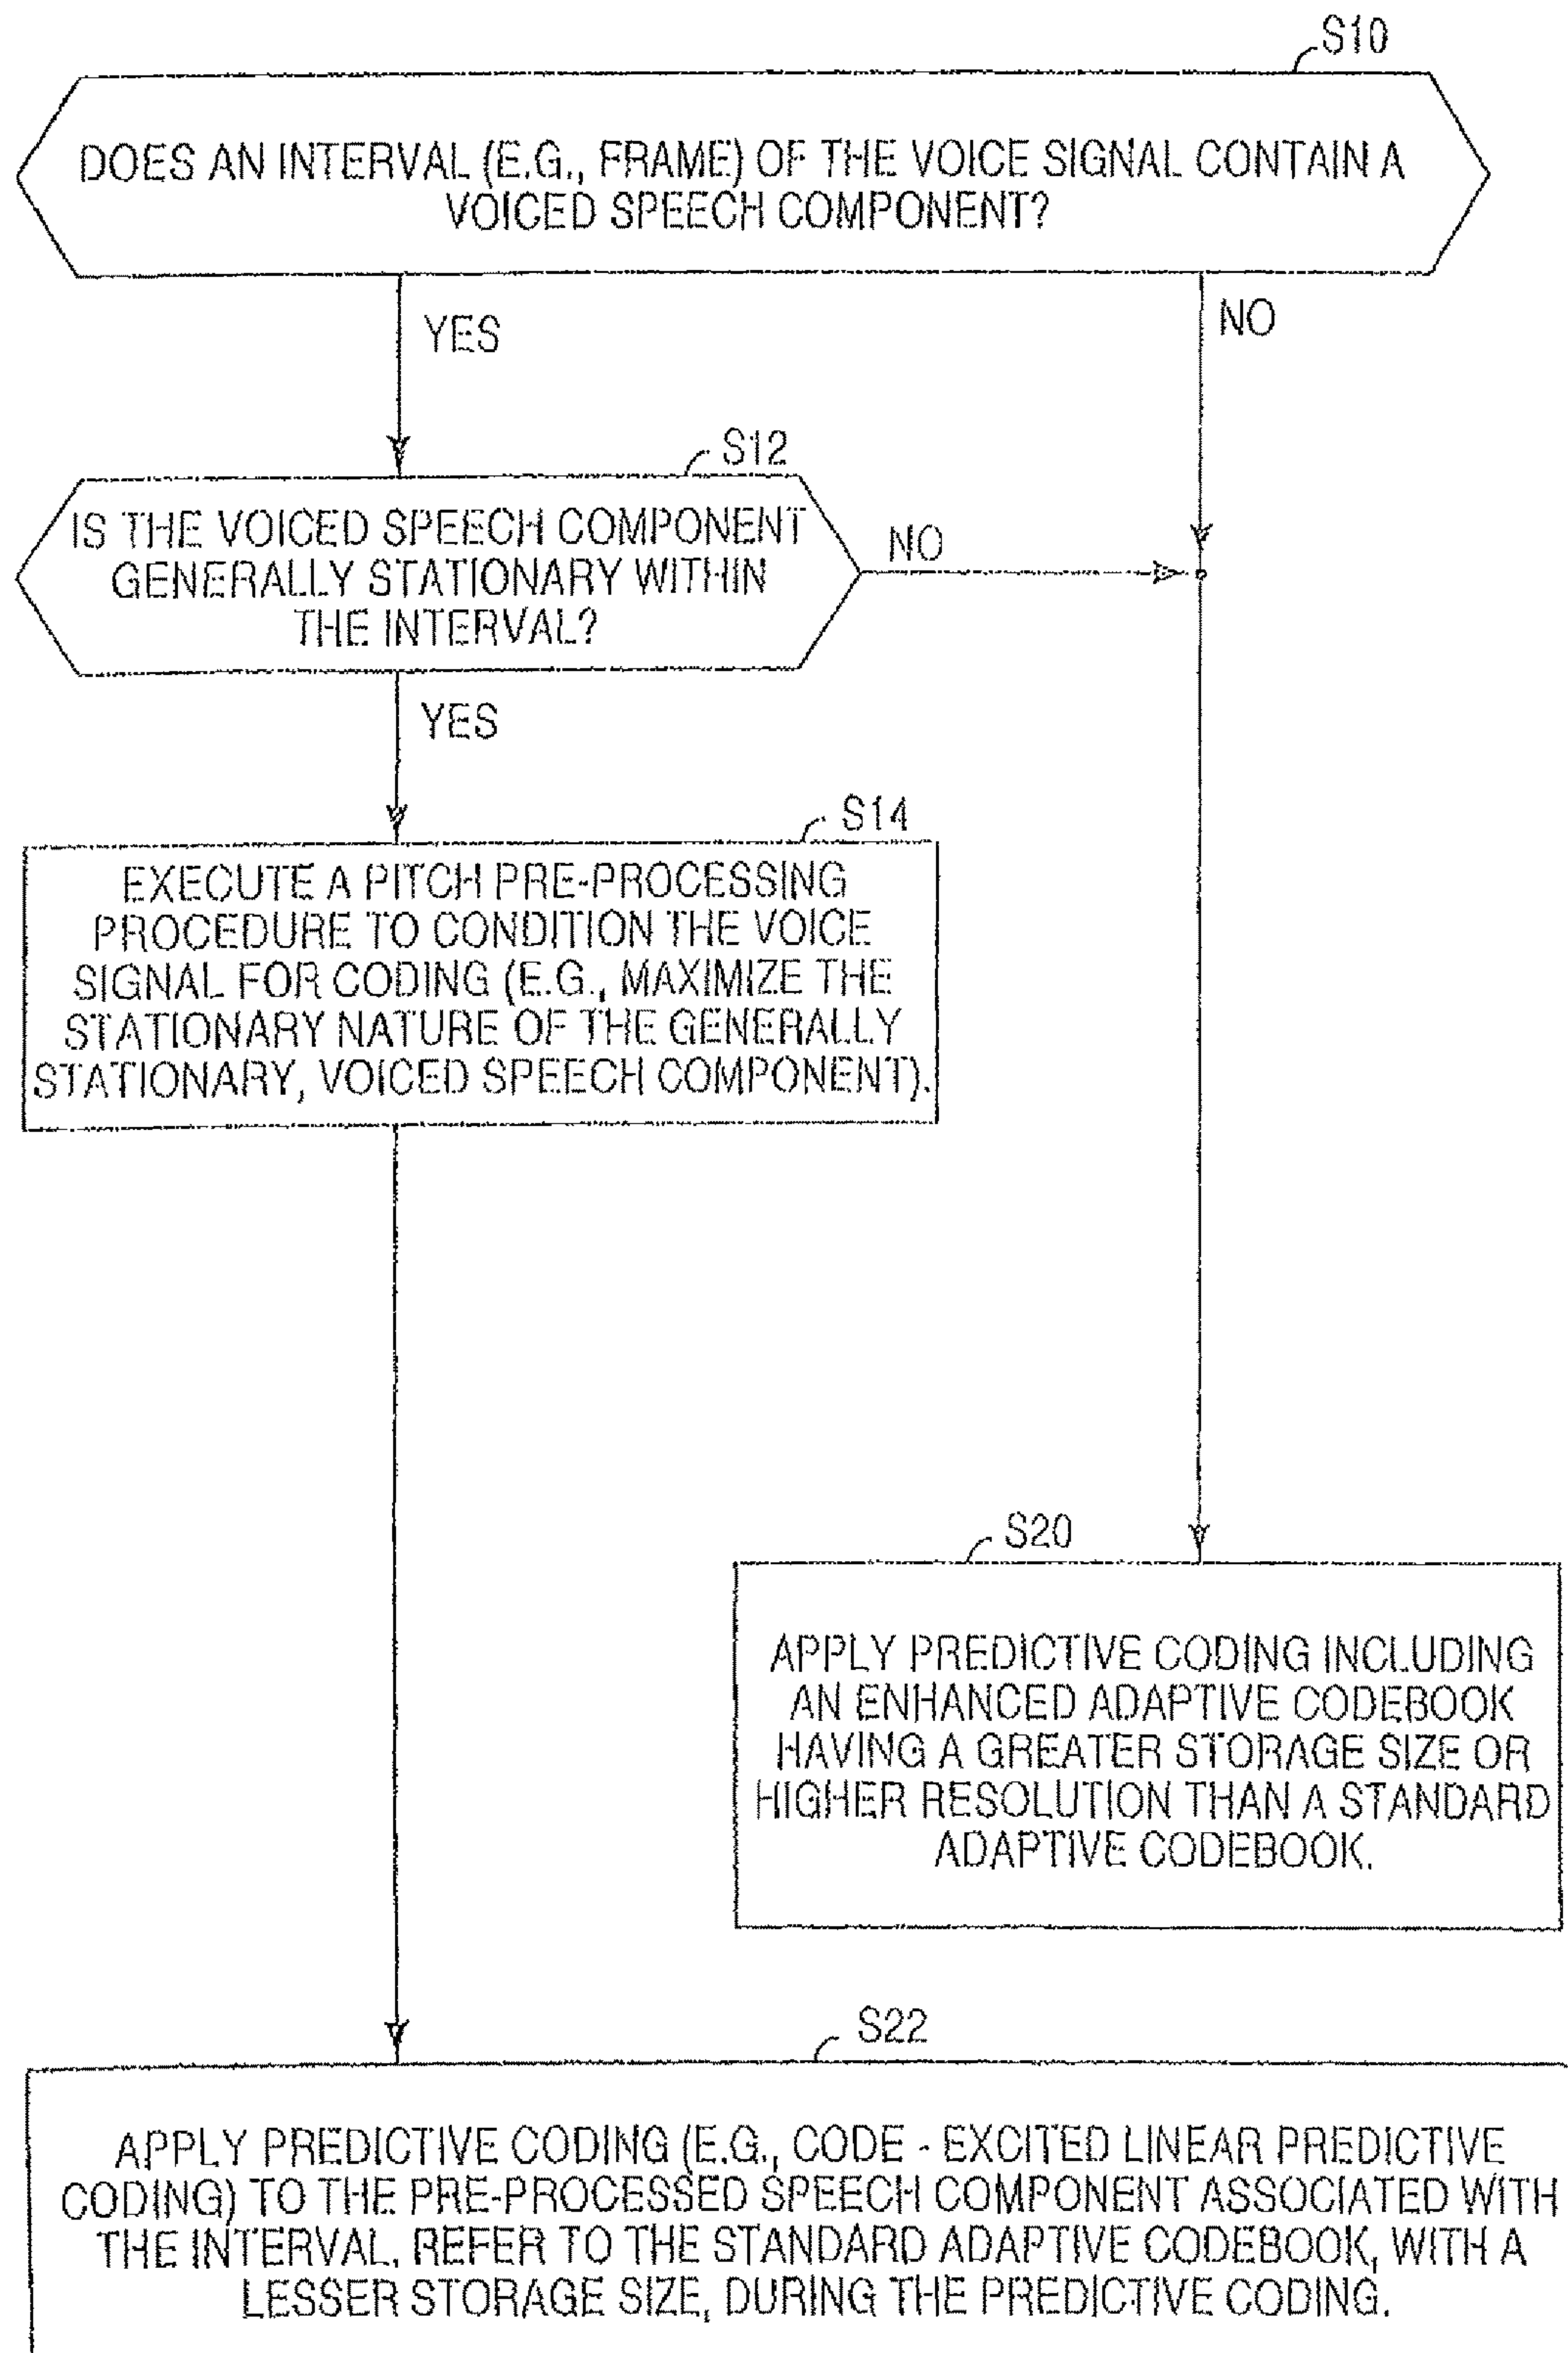 S10
DOES AN INTERVAL (E.G., FRAME) OF THE VOICE SIGNAL CONTAIN A
VOICED SPEECH COMPONENT?
YES
NO
S12
IS THE VOICED SPEECH COMPONENT
GENERALLY STATIONARY WITHIN
THE INTERVAL?
NO
YES
S14
EXECUTE A PITCH PRE-PROCESSING
PROCEDURE TO CONDITION THE VOICE
SIGNAL FOR CODING (E.G., MAXIMIZE THE
STATIONARY NATURE OF THE GENERALLY
STATIONARY, VOICED SPEECH COMPONENT).
S20
APPLY PREDICTIVE CODING INCLUDING
AN ENHANCED ADAPTIVE CODEBOOK
HAVING A GREATER STORAGE SIZE OR
HIGHER RESOLUTION THAN A STANDARD
ADAPTIVE CODEBOOK.
S22
APPLY PREDICTIVE CODING (E.G., CODE - EXCITED LINEAR PREDICTIVE
CODING) TO THE PRE-PROCESSED SPEECH COMPONENT ASSOCIATED WITH
THE INTERVAL. REFER TO THE STANDARD ADAPTIVE CODEBOOK, WITH A
LESSER STORAGE SIZE, DURING THE PREDICTIVE CODING.